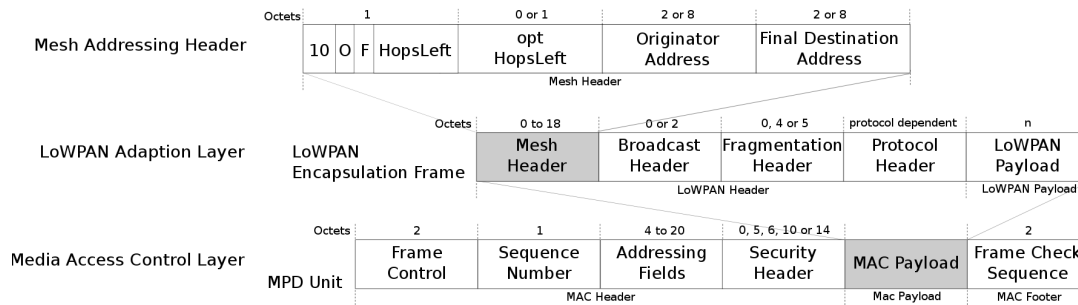 Octets 1 0 or 1 2 or 8 2 or 8
Mesh Addressing Header 10 O F HopsLeft opt HopsLeft Originator Address Final Destination Address
Mesh Header
Octets 0 to 18 0 or 2 0, 4 or 5 protocol dependent n
LoWPAN Adaption Layer LoWPAN Encapsulation Frame Mesh Header Broadcast Header Fragmentation Header Protocol Header LoWPAN Payload
LoWPAN Header LoWPAN Payload
Octets 2 1 4 to 20 0, 5, 6, 10 or 14 2
Media Access Control Layer MPD Unit Frame Control Sequence Number Addressing Fields Security Header MAC Payload Frame Check Sequence
MAC Header Mac Payload MAC Footer